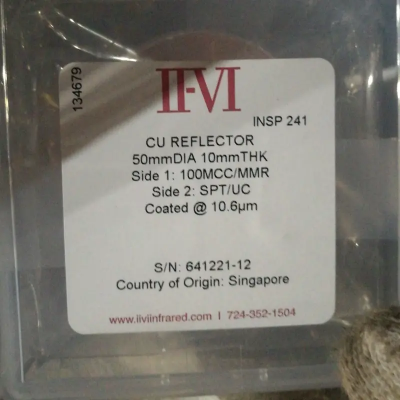 134679
II-VI
INSP 241
CU REFLECTOR
50mmDIA 10mmTHK
Side 1: 100MCC/MMR
Side 2: SPT/UC
Coated @ 10.6µm
S/N: 641221-12
Country of Origin: Singapore
www.iiviinfrared.com | 724-352-1504